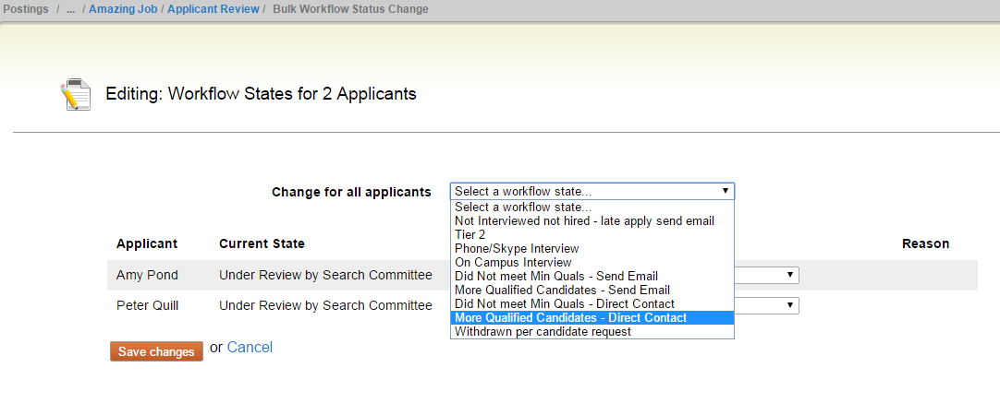 Postings / ... / Amazing Job / Applicant Review / Bulk Workflow Status Change
Editing: Workflow States for 2 Applicants
Change for all applicants
Select a workflow state...
Select a workflow state...
Not Interviewed not hired - late apply send email
Tier 2
Phone/Skype Interview
On Campus Interview
Did Not meet Min Quals - Send Email
More Qualified Candidates - Send Email
Did Not meet Min Quals - Direct Contact
More Qualified Candidates - Direct Contact
Withdrawn per candidate request
Applicant Current State Reason
Amy Pond Under Review by Search Committee
Peter Quill Under Review by Search Committee
Save changes or Cancel